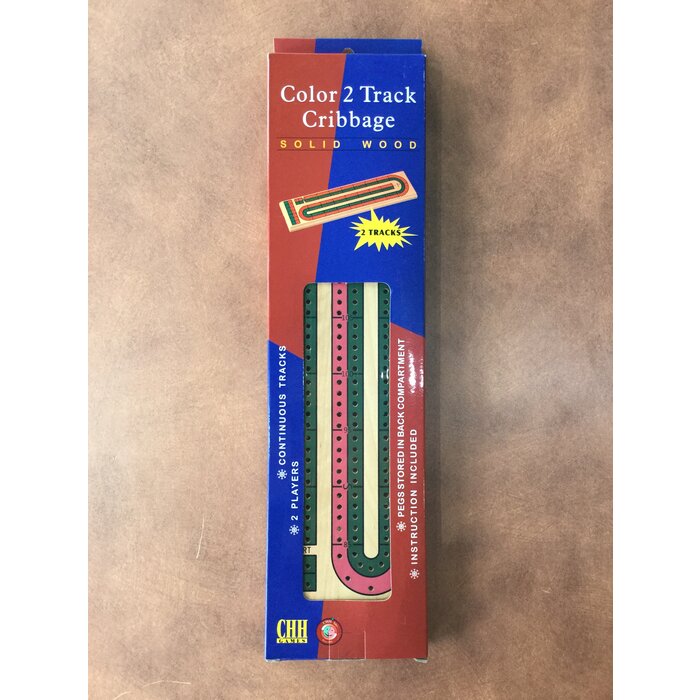 Color 2 Track
Cribbage
SOLID WOOD
2 TRACKS
CONTINUOUS TRACKS
2 PLAYERS
PEGS STORED IN BACK COMPARTMENT
INSTRUCTION INCLUDED
CHH
GAMES